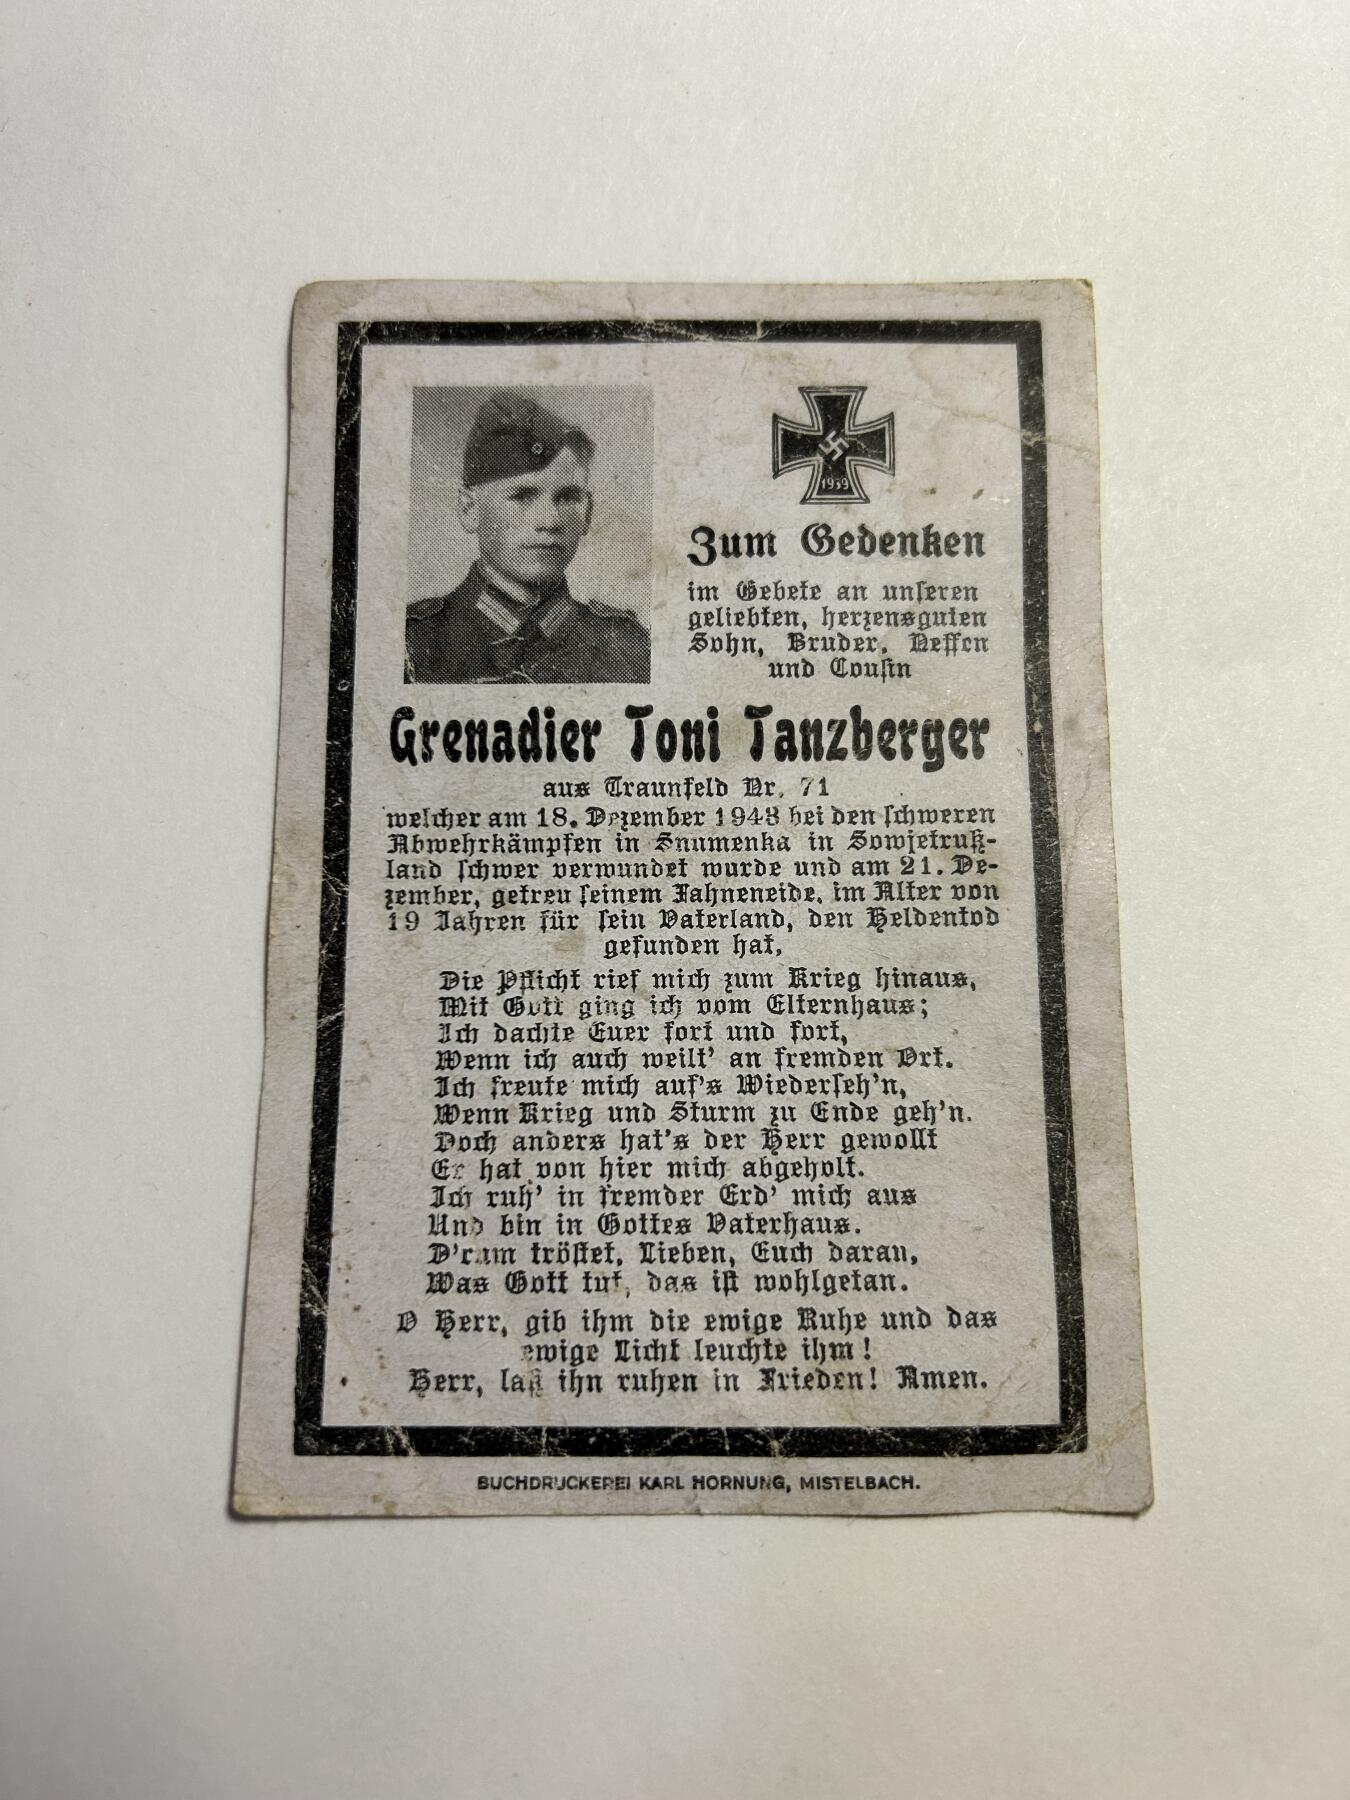 1939
Zum Gedenken
im Gebete an unseren
geliebten, herzensguten
Sohn, Bruder, Neffen
und Cousin
Grenadier Toni Tanzberger
aus Traunfeld Nr. 71
welcher am 18. Dezember 1943 bei den schweren
Abwehrkämpfen in Snumenka in Sowjetruß-
land schwer verwundet wurde und am 21. De-
zember, getreu seinem Fahneneide, im Alter von
19 Jahren für sein Vaterland, den Heldentod
gefunden hat,
Die Pflicht rief mich zum Krieg hinaus,
Mit Gott ging ich vom Elternhaus;
Ich dachte Euer fort und fort,
Wenn ich auch weilt' an fremden Ort.
Ich freute mich auf's Wiederseh'n,
Wenn Krieg und Sturm zu Ende geh'n.
Doch anders hat's der Herr gewollt
Er hat von hier mich abgeholt.
Ich ruh' in fremder Erd' mich aus
Und bin in Gottes Vaterhaus.
D'rum tröstet, Lieben, Euch daran,
Was Gott tut, das ist wohlgetan.
O Herr, gib ihm die ewige Ruhe und das
ewige Licht leuchte ihm!
Herr, laß ihn ruhen in Frieden! Amen.
BUCHDRUCKEREI KARL HORNUNG, MISTELBACH.